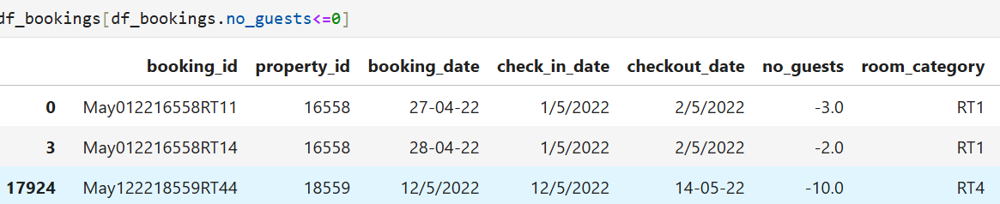 df_bookings[df_bookings.no_guests<=0]
booking_id property_id booking_date check_in_date checkout_date no_guests room_category
0 May012216558RT11 16558 27-04-22 1/5/2022 2/5/2022 -3.0 RT1
3 May012216558RT14 16558 28-04-22 1/5/2022 2/5/2022 -2.0 RT1
17924 May122218559RT44 18559 12/5/2022 12/5/2022 14-05-22 -10.0 RT4